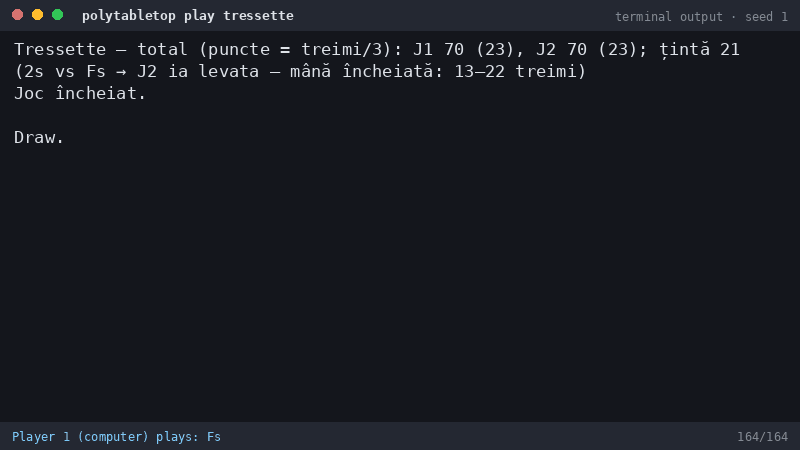 polytabletop play tressette
terminal output · seed 1
Tressette — total (puncte = treimi/3): J1 70 (23), J2 70 (23); țintă 21
(2s vs Fs → J2 ia levata — mână încheiată: 13–22 treimi)
Joc încheiat.
Draw.
Player 1 (computer) plays: Fs
164/164